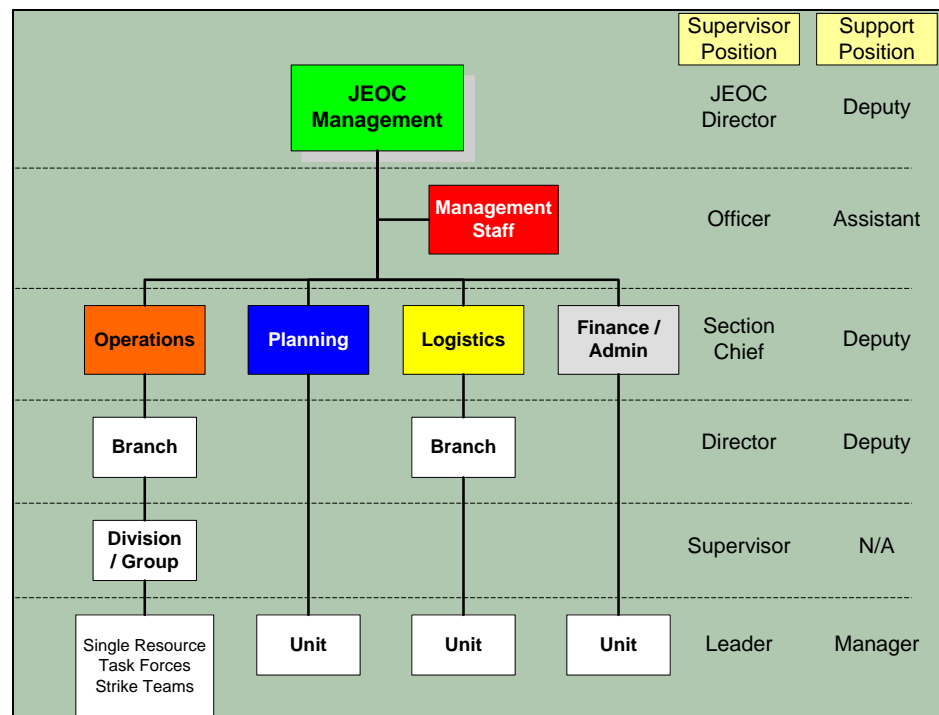 Supervisor
Position
Support
Position
JEOC
Management
JEOC
Director
Deputy
Management
Staff
Officer
Assistant
Operations
Planning
Logistics
Finance /
Admin
Section
Chief
Deputy
Branch
Branch
Director
Deputy
Division
/ Group
Supervisor
N/A
Single Resource
Task Forces
Strike Teams
Unit
Unit
Unit
Leader
Manager